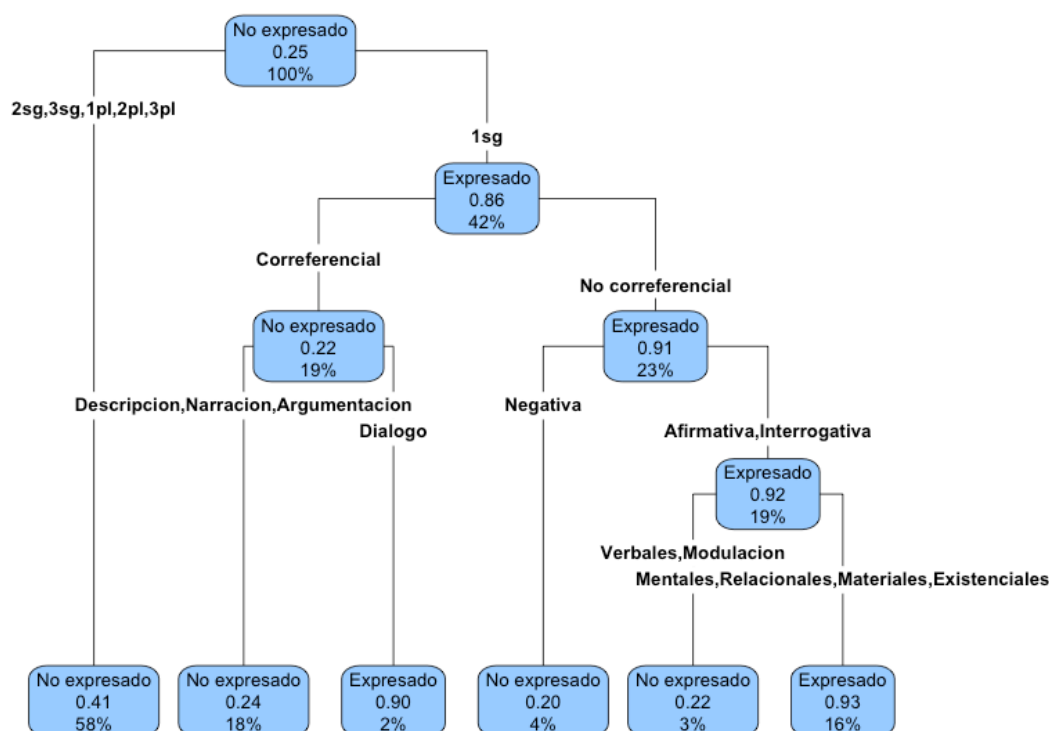 No expresado
0.25
100%
2sg,3sg,1pl,2pl,3pl
1sg
Expresado
0.86
42%
Correferencial
No correferencial
No expresado
0.22
19%
Expresado
0.91
23%
Descripcion,Narracion,Argumentacion
Dialogo
Negativa
Afirmativa,Interrogativa
Expresado
0.92
19%
Verbales,Modulacion
Mentales,Relacionales,Materiales,Existenciales
No expresado
0.41
58%
No expresado
0.24
18%
Expresado
0.90
2%
No expresado
0.20
4%
No expresado
0.22
3%
Expresado
0.93
16%